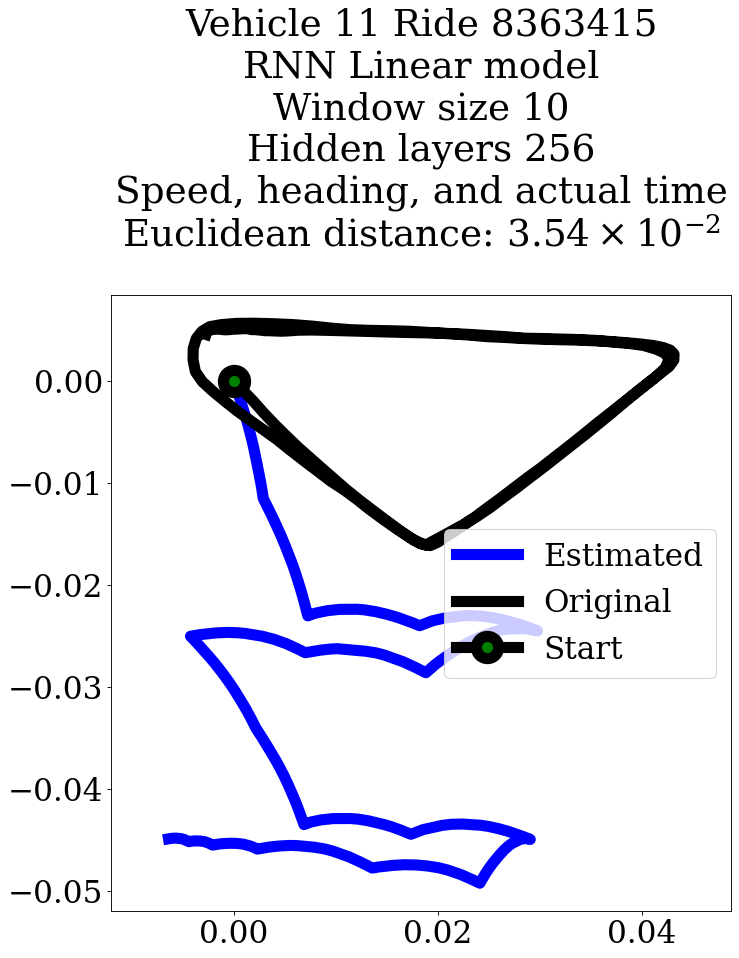 Vehicle 11 Ride 8363415
RNN Linear model
Window size 10
Hidden layers 256
Speed, heading, and actual time
Euclidean distance: 3.54 × 10⁻²
0.00
−0.01
−0.02
−0.03
−0.04
−0.05
Estimated
Original
Start
0.00 0.02 0.04